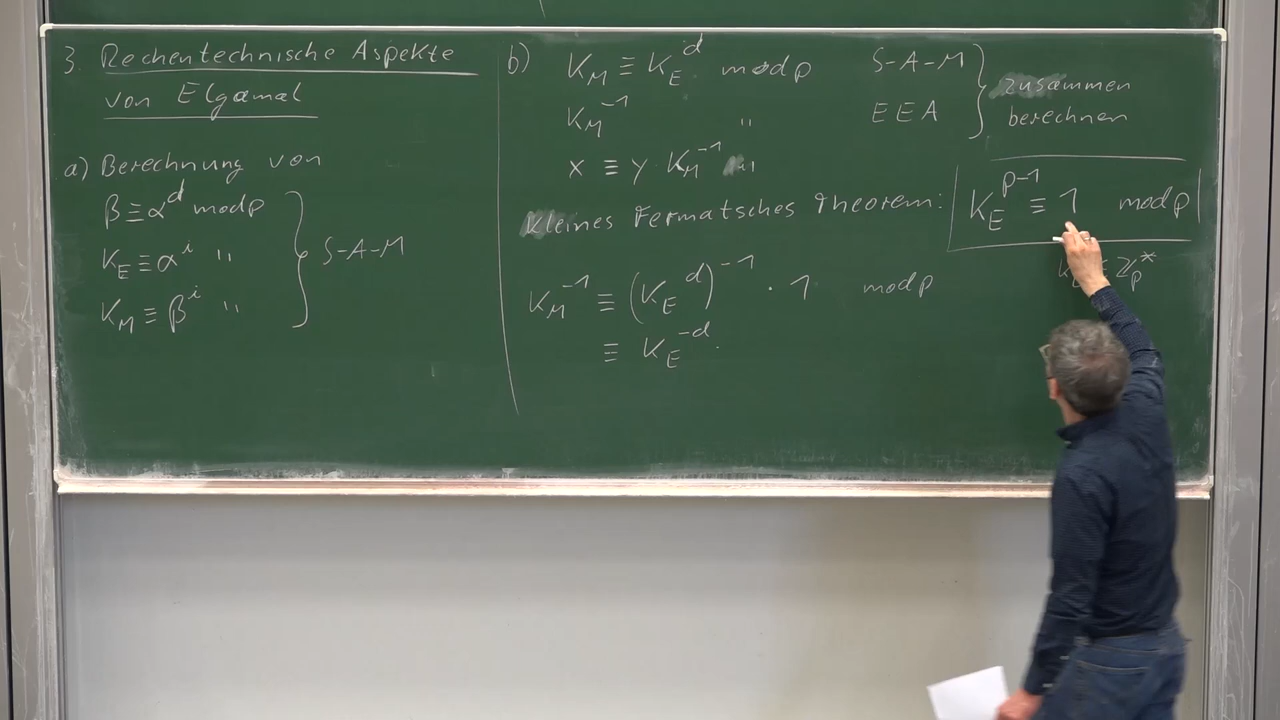 3. Rechentechnische Aspekte
von Elgamal
a) Berechnung von
β ≡ α^d mod p
K_E ≡ α^i "
K_M ≡ β^i "
S-A-M
b) K_M ≡ K_E^d mod p S-A-M
K_M^-1 " EEA
zusammen
berechnen
x ≡ y K_M^-1
Kleines Fermatsches Theorem: K_E^p-1 ≡ 1 mod p
K_M^-1 ≡ (K_E^d)^-1 · 1 mod p
≡ K_E^-d ·
ℤ_p^*